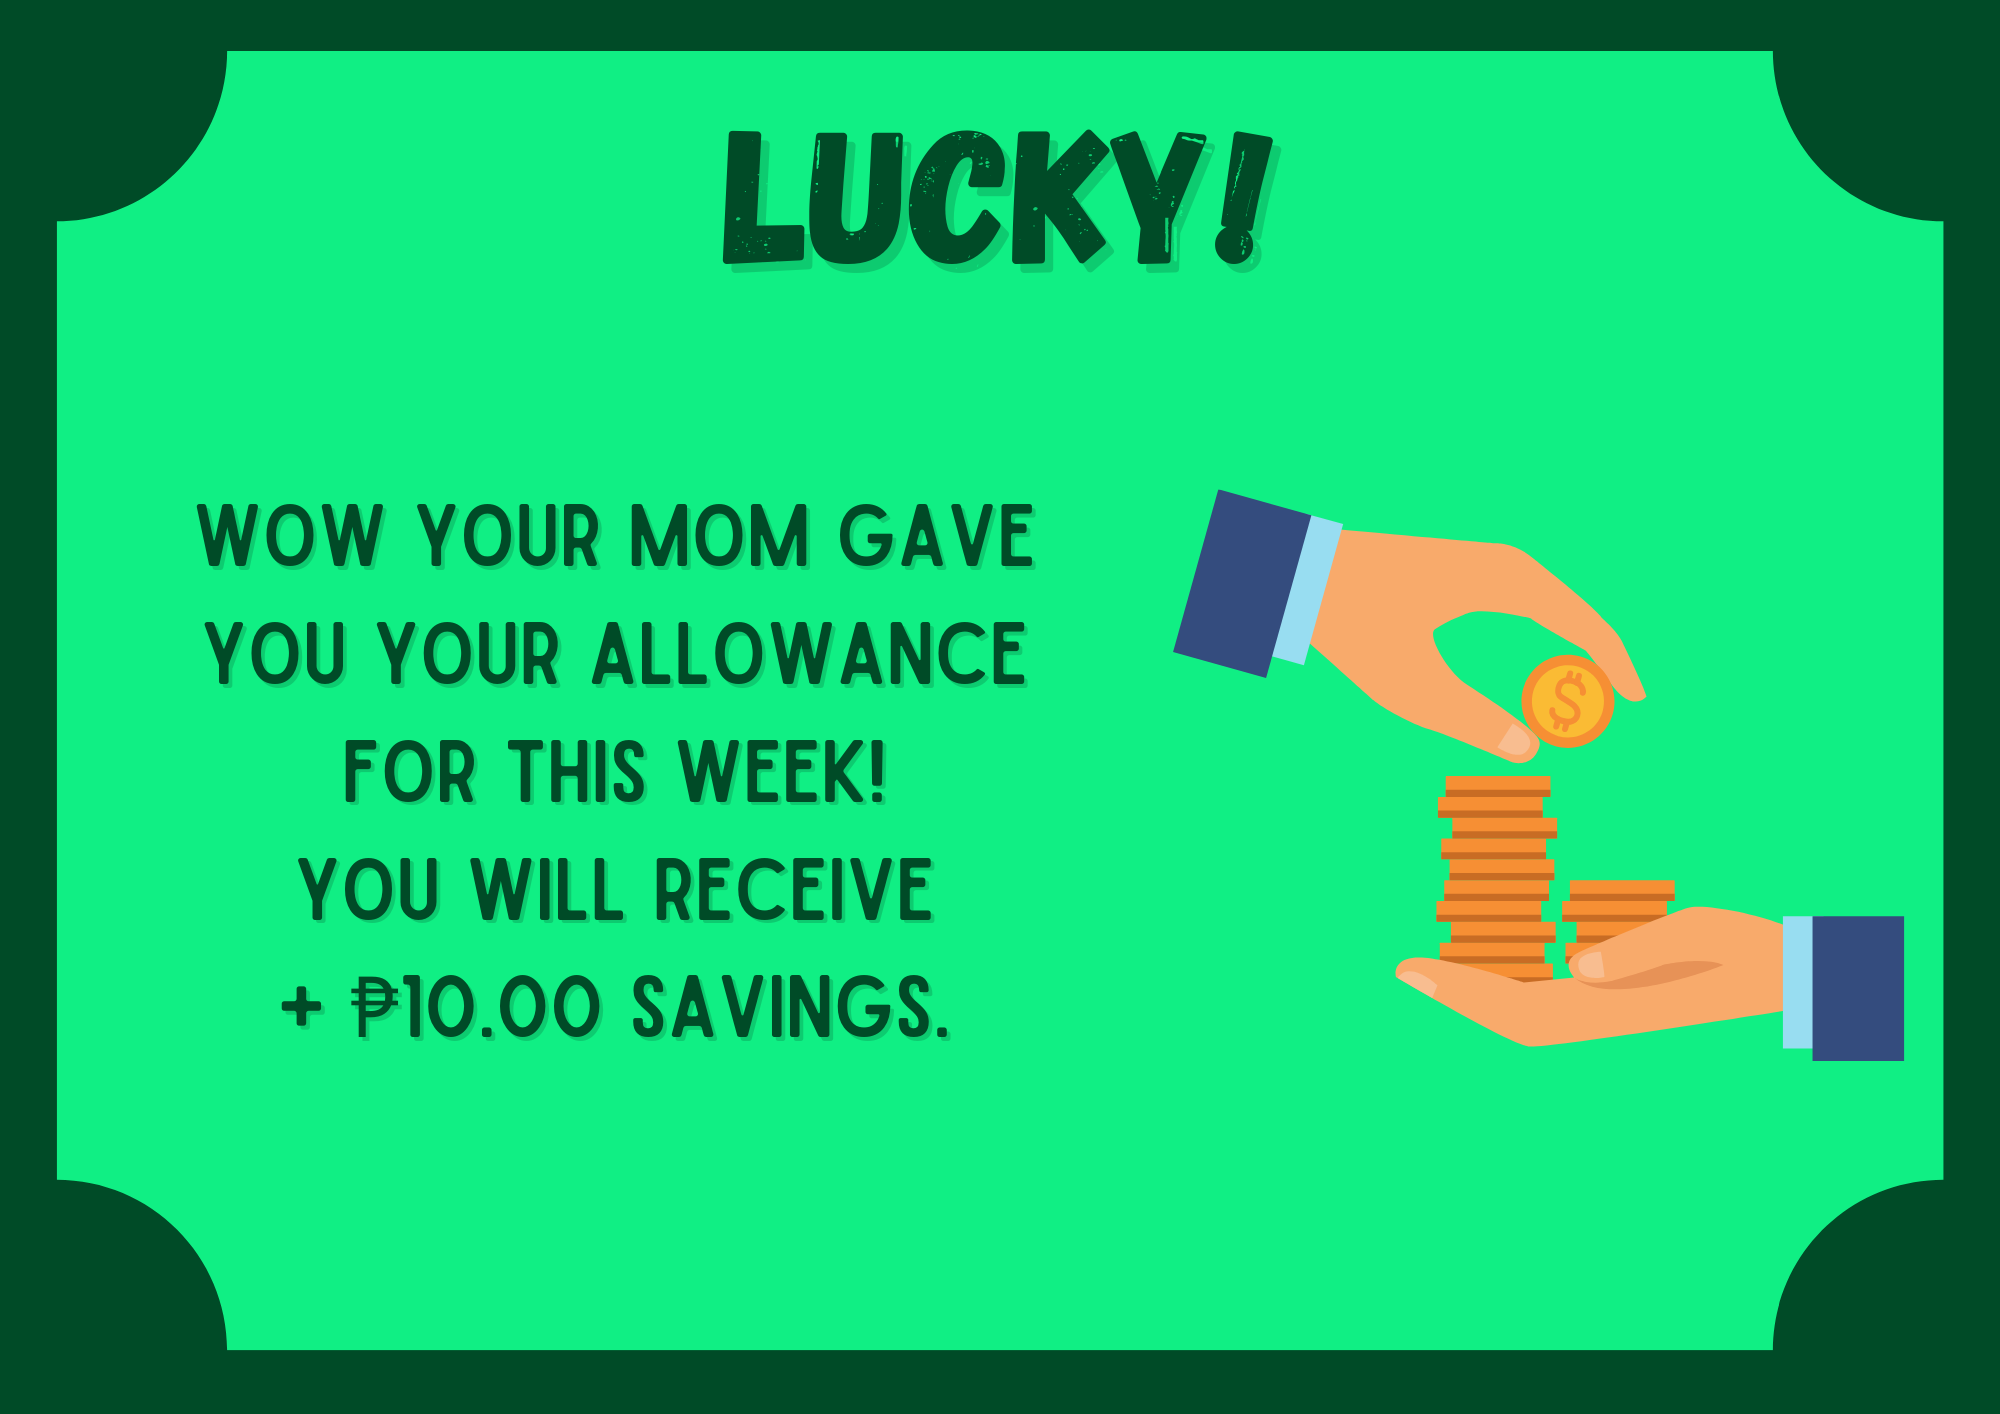 LUCKY!
WOW YOUR MOM GAVE
YOU YOUR ALLOWANCE
FOR THIS WEEK!
YOU WILL RECEIVE
+ ₱10.00 SAVINGS.
$